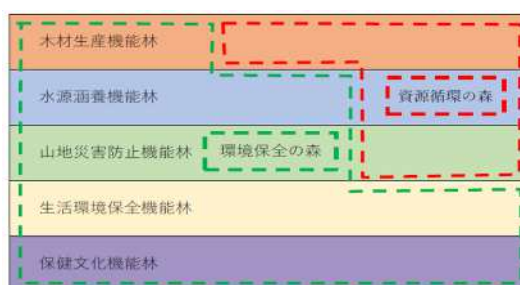 木材生産機能林
水源涵養機能林
資源循環の森
山地災害防止機能林
環境保全の森
生活環境保全機能林
保健文化機能林